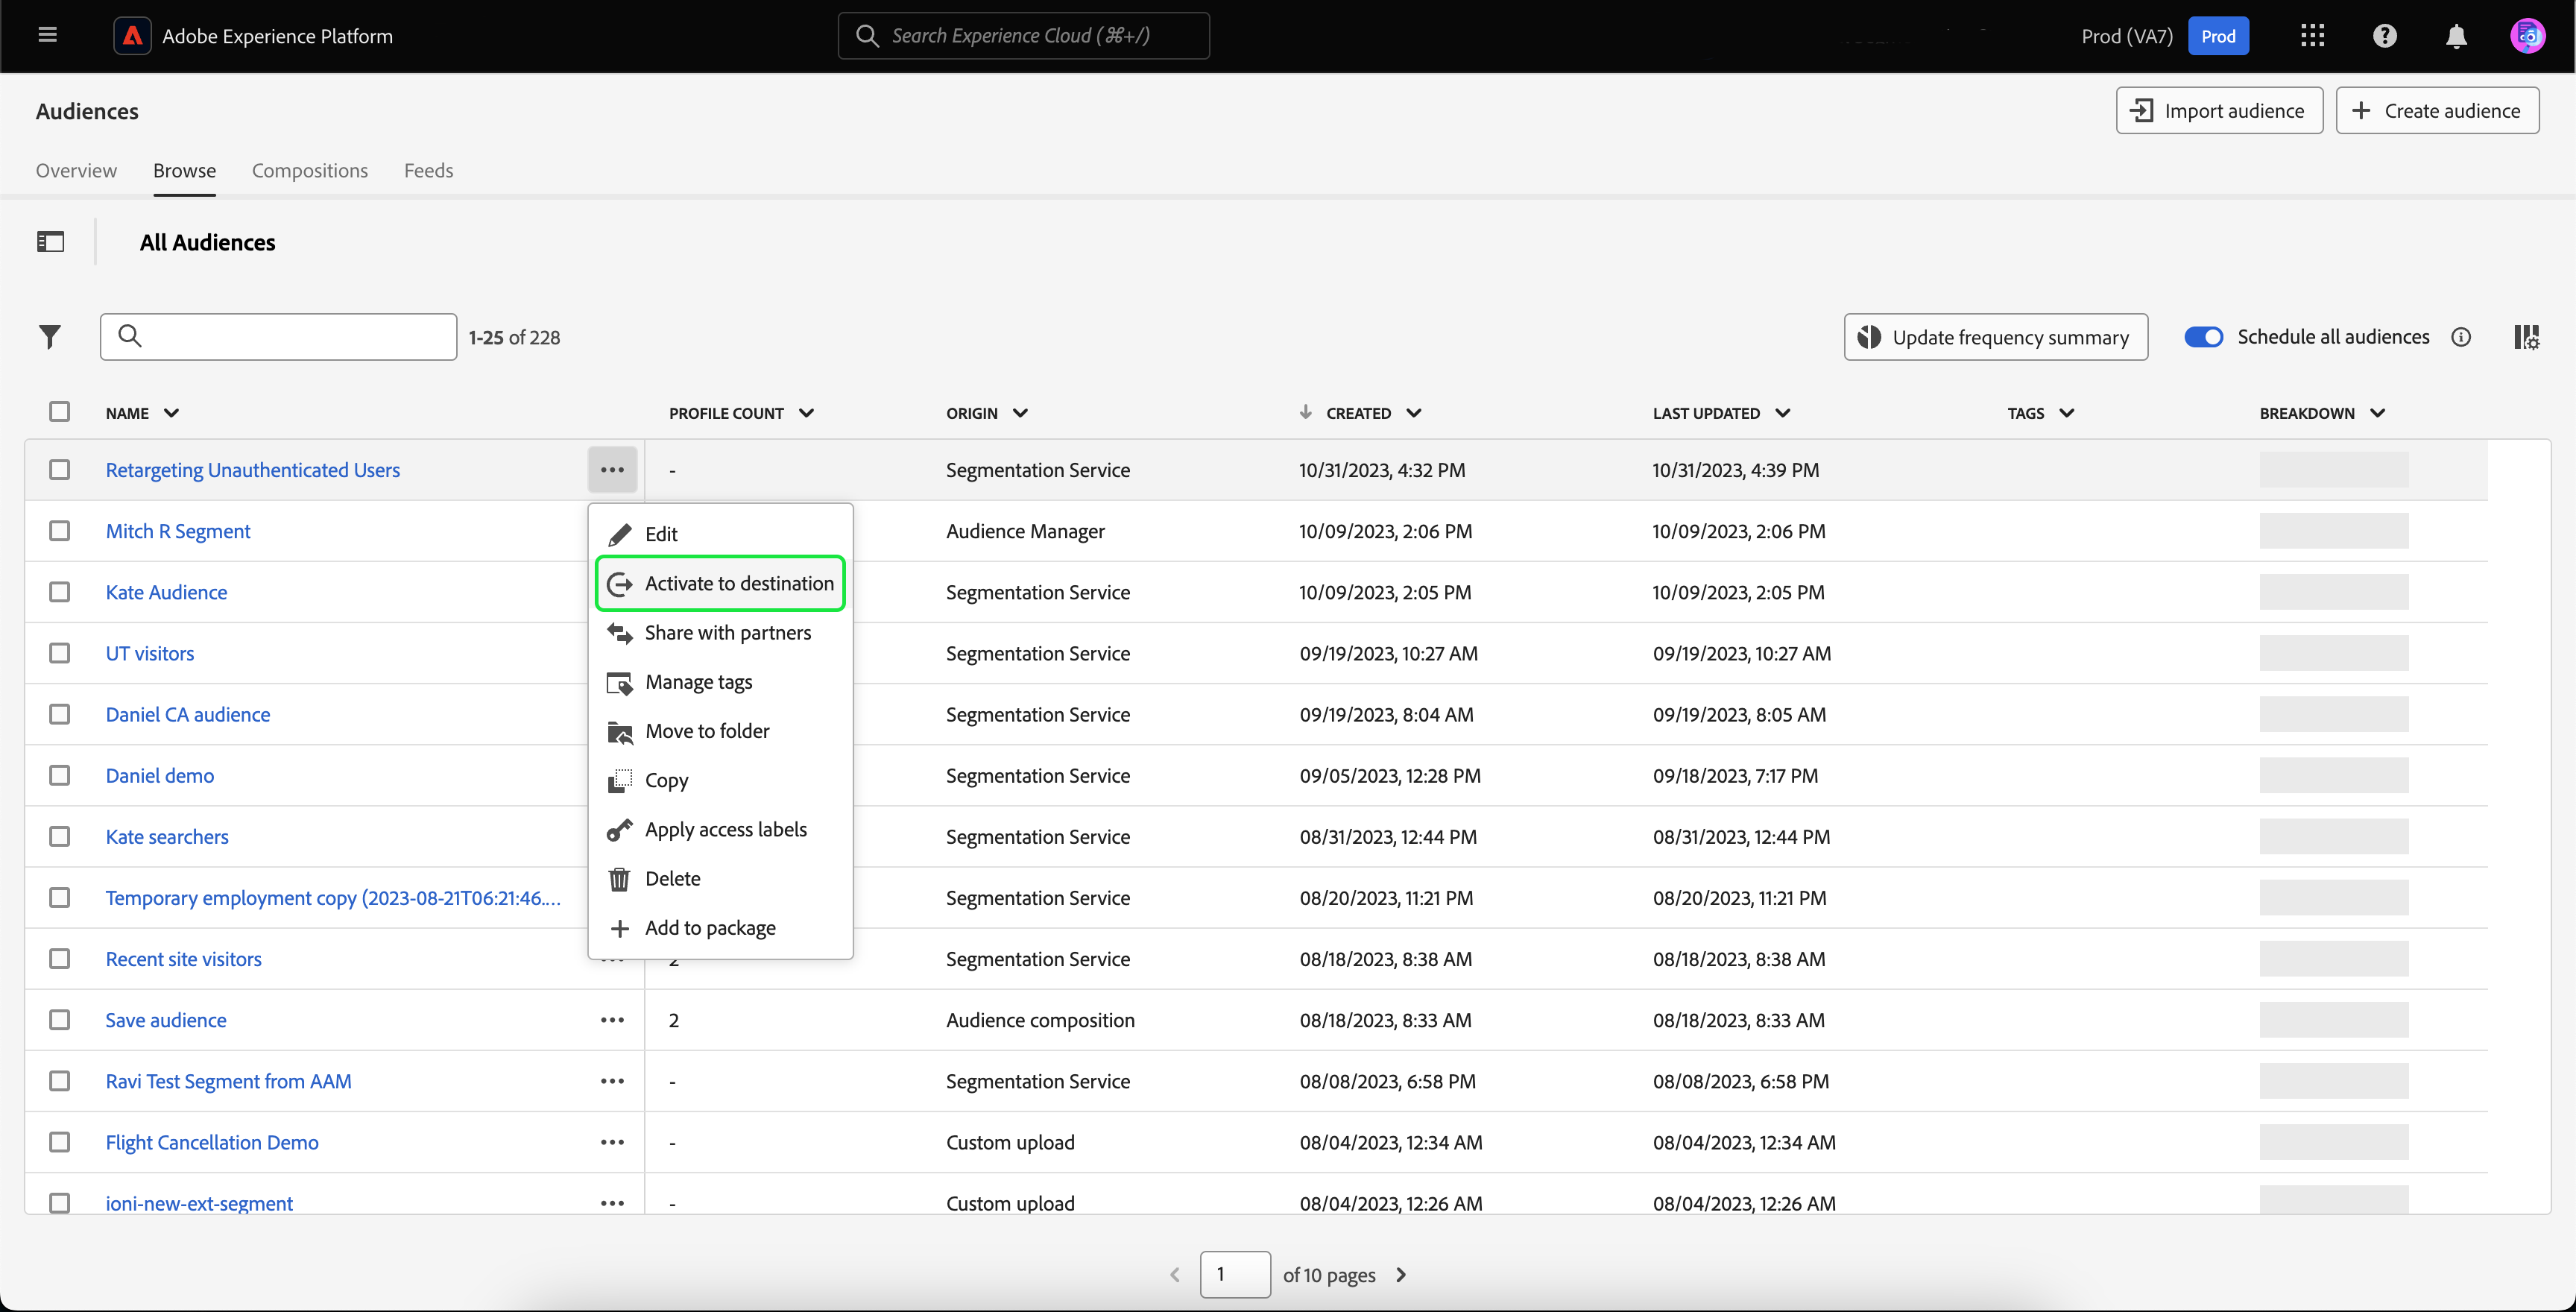 Adobe Experience Platform
Search Experience Cloud (⌘+/)
Prod (VA7)
Prod
Audiences
Import audience
Create audience
Overview
Browse
Compositions
Feeds
All Audiences
1-25 of 228
Update frequency summary
Schedule all audiences
NAME
PROFILE COUNT
ORIGIN
CREATED
LAST UPDATED
TAGS
BREAKDOWN
Retargeting Unauthenticated Users
-
Segmentation Service
10/31/2023, 4:32 PM
10/31/2023, 4:39 PM
Mitch R Segment
Audience Manager
10/09/2023, 2:06 PM
10/09/2023, 2:06 PM
Kate Audience
Segmentation Service
10/09/2023, 2:05 PM
10/09/2023, 2:05 PM
UT visitors
Segmentation Service
09/19/2023, 10:27 AM
09/19/2023, 10:27 AM
Daniel CA audience
Segmentation Service
09/19/2023, 8:04 AM
09/19/2023, 8:05 AM
Daniel demo
Segmentation Service
09/05/2023, 12:28 PM
09/18/2023, 7:17 PM
Kate searchers
Segmentation Service
08/31/2023, 12:44 PM
08/31/2023, 12:44 PM
Temporary employment copy (2023-08-21T06:21:46....
Segmentation Service
08/20/2023, 11:21 PM
08/20/2023, 11:21 PM
Recent site visitors
2
Segmentation Service
08/18/2023, 8:38 AM
08/18/2023, 8:38 AM
Save audience
2
Audience composition
08/18/2023, 8:33 AM
08/18/2023, 8:33 AM
Ravi Test Segment from AAM
-
Segmentation Service
08/08/2023, 6:58 PM
08/08/2023, 6:58 PM
Flight Cancellation Demo
-
Custom upload
08/04/2023, 12:34 AM
08/04/2023, 12:34 AM
ioni-new-ext-segment
-
Custom upload
08/04/2023, 12:26 AM
08/04/2023, 12:26 AM
Edit
Activate to destination
Share with partners
Manage tags
Move to folder
Copy
Apply access labels
Delete
Add to package
1
of 10 pages